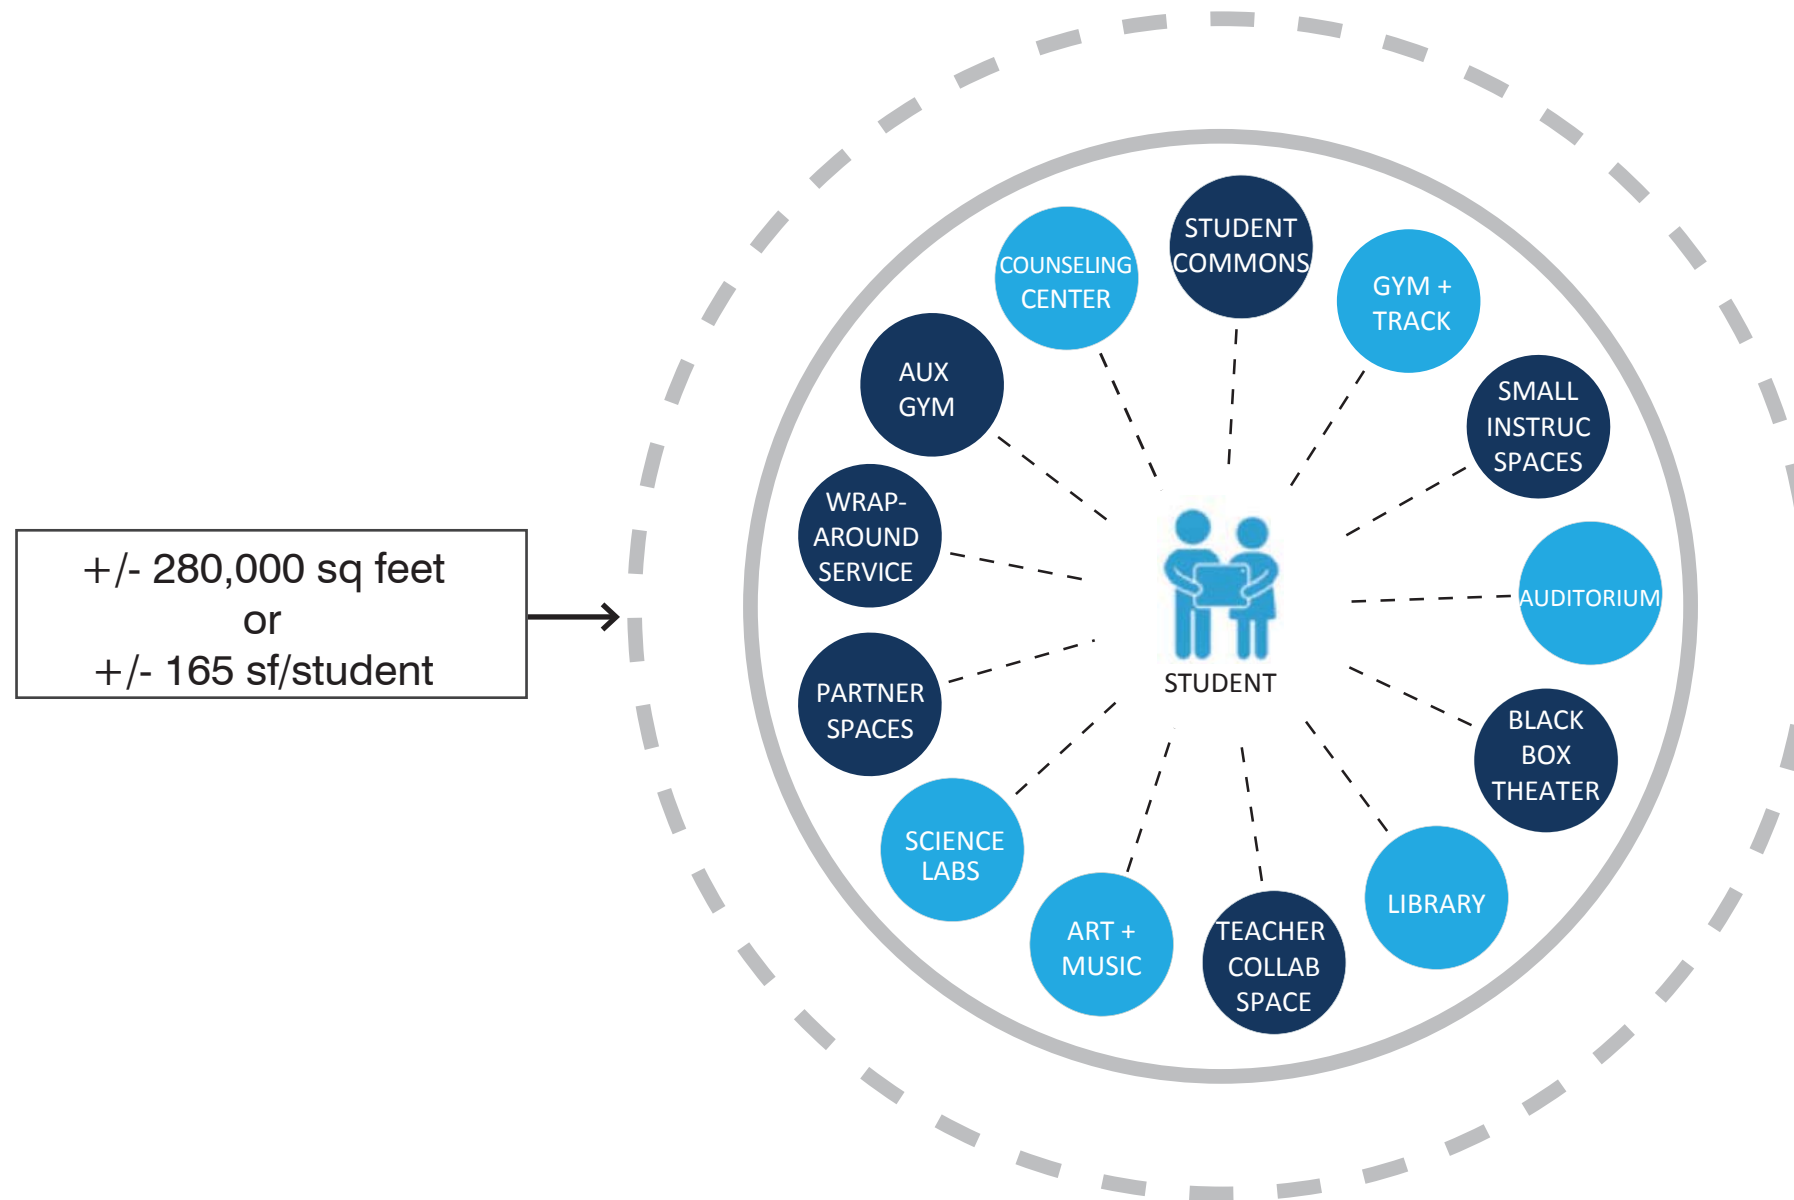 +/- 280,000 sq feet
or
+/- 165 sf/student
STUDENT
COMMONS
COUNSELING
CENTER
GYM +
TRACK
AUX
GYM
SMALL
INSTRUC
SPACES
WRAP-
AROUND
SERVICE
AUDITORIUM
STUDENT
PARTNER
SPACES
BLACK
BOX
THEATER
SCIENCE
LABS
LIBRARY
ART +
MUSIC
TEACHER
COLLAB
SPACE